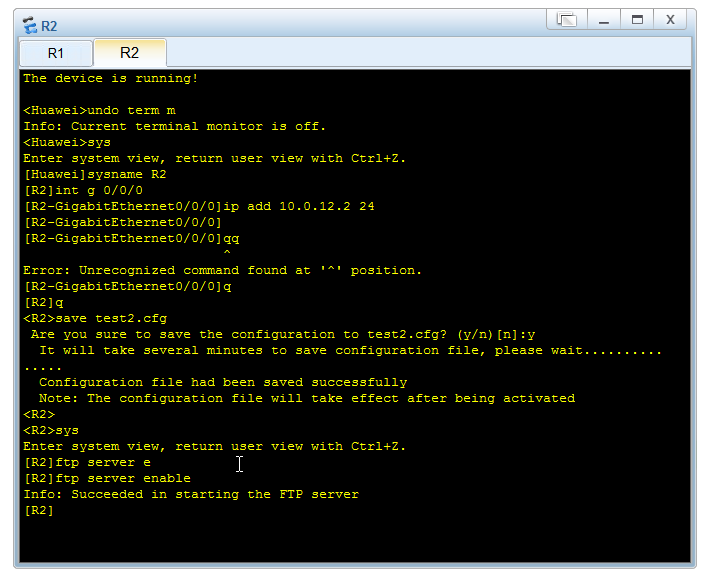 R2
R1 R2
The device is running!
<Huawei>undo term m
Info: Current terminal monitor is off.
<Huawei>sys
Enter system view, return user view with Ctrl+Z.
[Huawei]sysname R2
[R2]int g 0/0/0
[R2-GigabitEthernet0/0/0]ip add 10.0.12.2 24
[R2-GigabitEthernet0/0/0]
[R2-GigabitEthernet0/0/0]qq
^
Error: Unrecognized command found at '^' position.
[R2-GigabitEthernet0/0/0]q
[R2]q
<R2>save test2.cfg
Are you sure to save the configuration to test2.cfg? (y/n)[n]:y
It will take several minutes to save configuration file, please wait..........
.....
Configuration file had been saved successfully
Note: The configuration file will take effect after being activated
<R2>
<R2>sys
Enter system view, return user view with Ctrl+Z.
[R2]ftp server e
[R2]ftp server enable
Info: Succeeded in starting the FTP server
[R2]